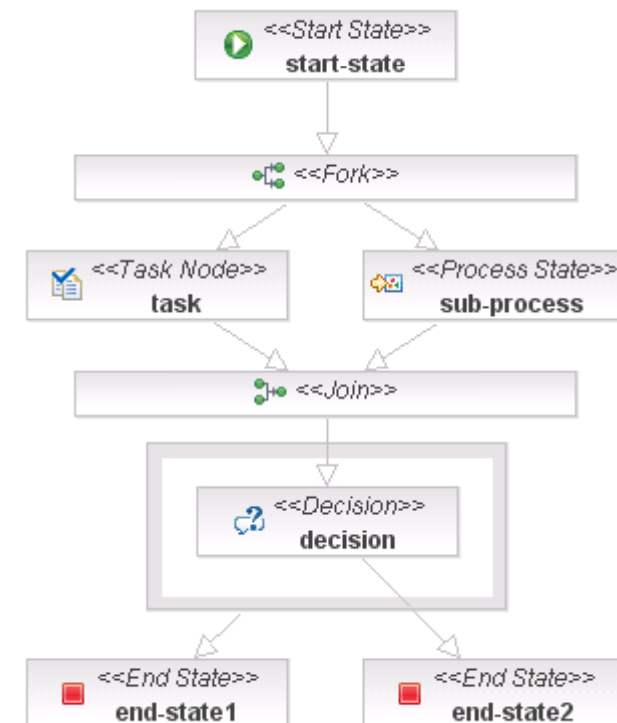 <<Start State>>
start-state
<<Fork>>
<<Task Node>>
task
<<Process State>>
sub-process
<<Join>>
<<Decision>>
decision
<<End State>>
end-state1
<<End State>>
end-state2